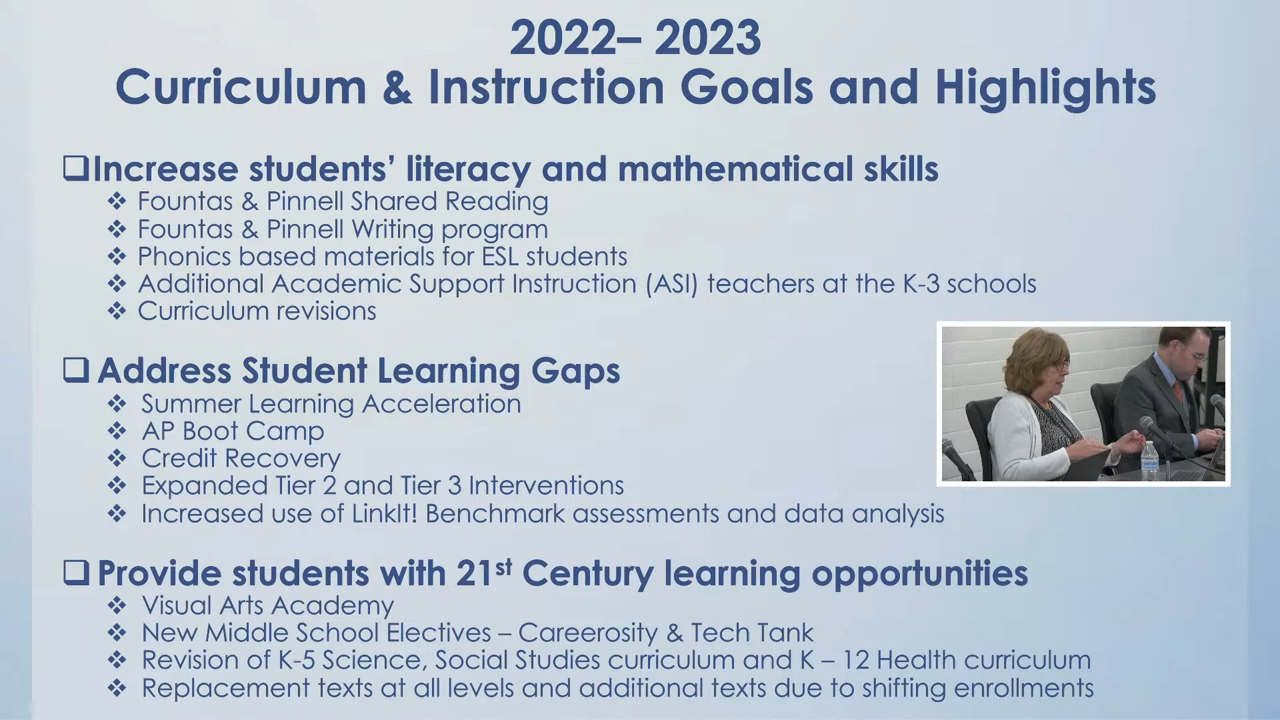 2022– 2023
Curriculum & Instruction Goals and Highlights
Increase students’ literacy and mathematical skills
Fountas & Pinnell Shared Reading
Fountas & Pinnell Writing program
Phonics based materials for ESL students
Additional Academic Support Instruction (ASI) teachers at the K-3 schools
Curriculum revisions
Address Student Learning Gaps
Summer Learning Acceleration
AP Boot Camp
Credit Recovery
Expanded Tier 2 and Tier 3 Interventions
Increased use of LinkIt! Benchmark assessments and data analysis
Provide students with 21st Century learning opportunities
Visual Arts Academy
New Middle School Electives – Careerosity & Tech Tank
Revision of K-5 Science, Social Studies curriculum and K – 12 Health curriculum
Replacement texts at all levels and additional texts due to shifting enrollments